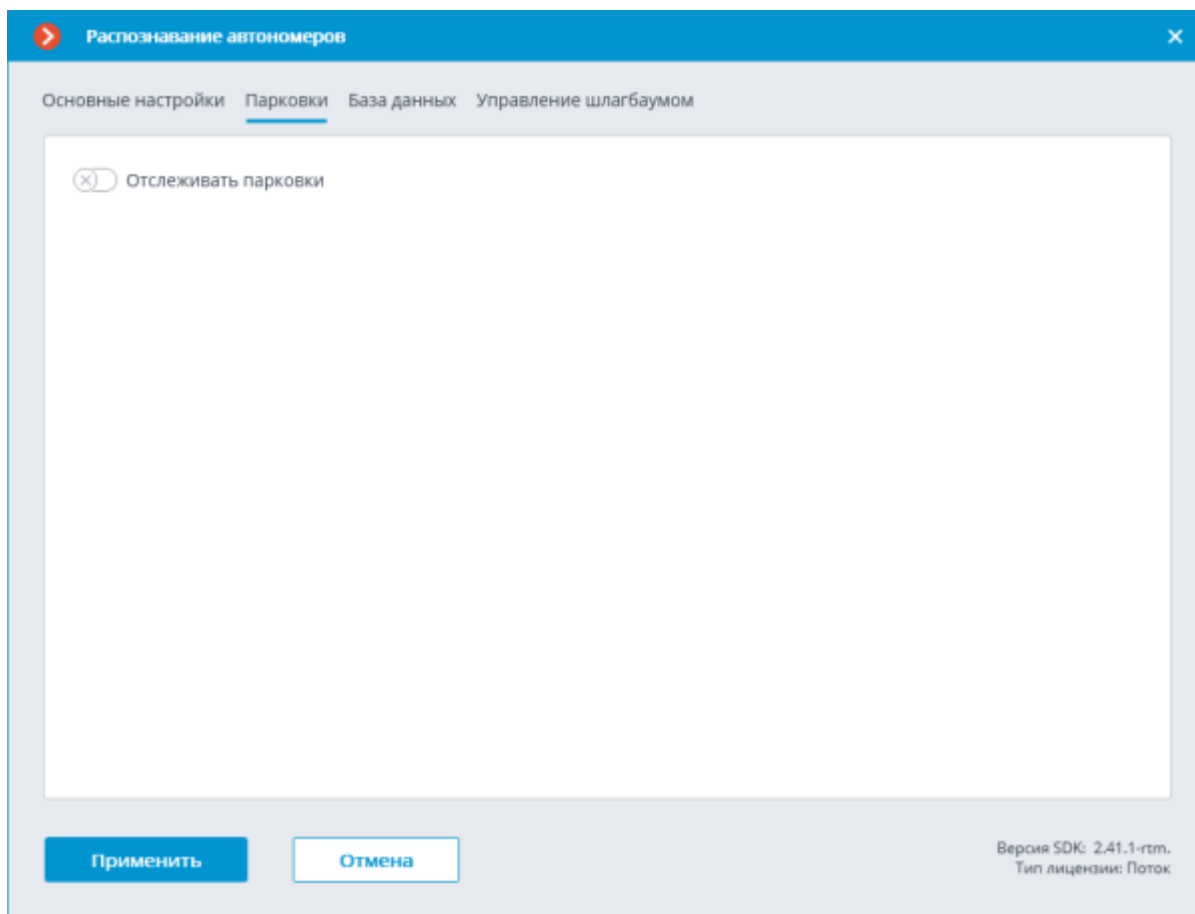 Распознавание автономеров
Основные настройки Парковки База данных Управление шлагбаумом
Отслеживать парковки
Применить Отмена
Версия SDK: 2.41.1-rtm.
Тип лицензии: Поток